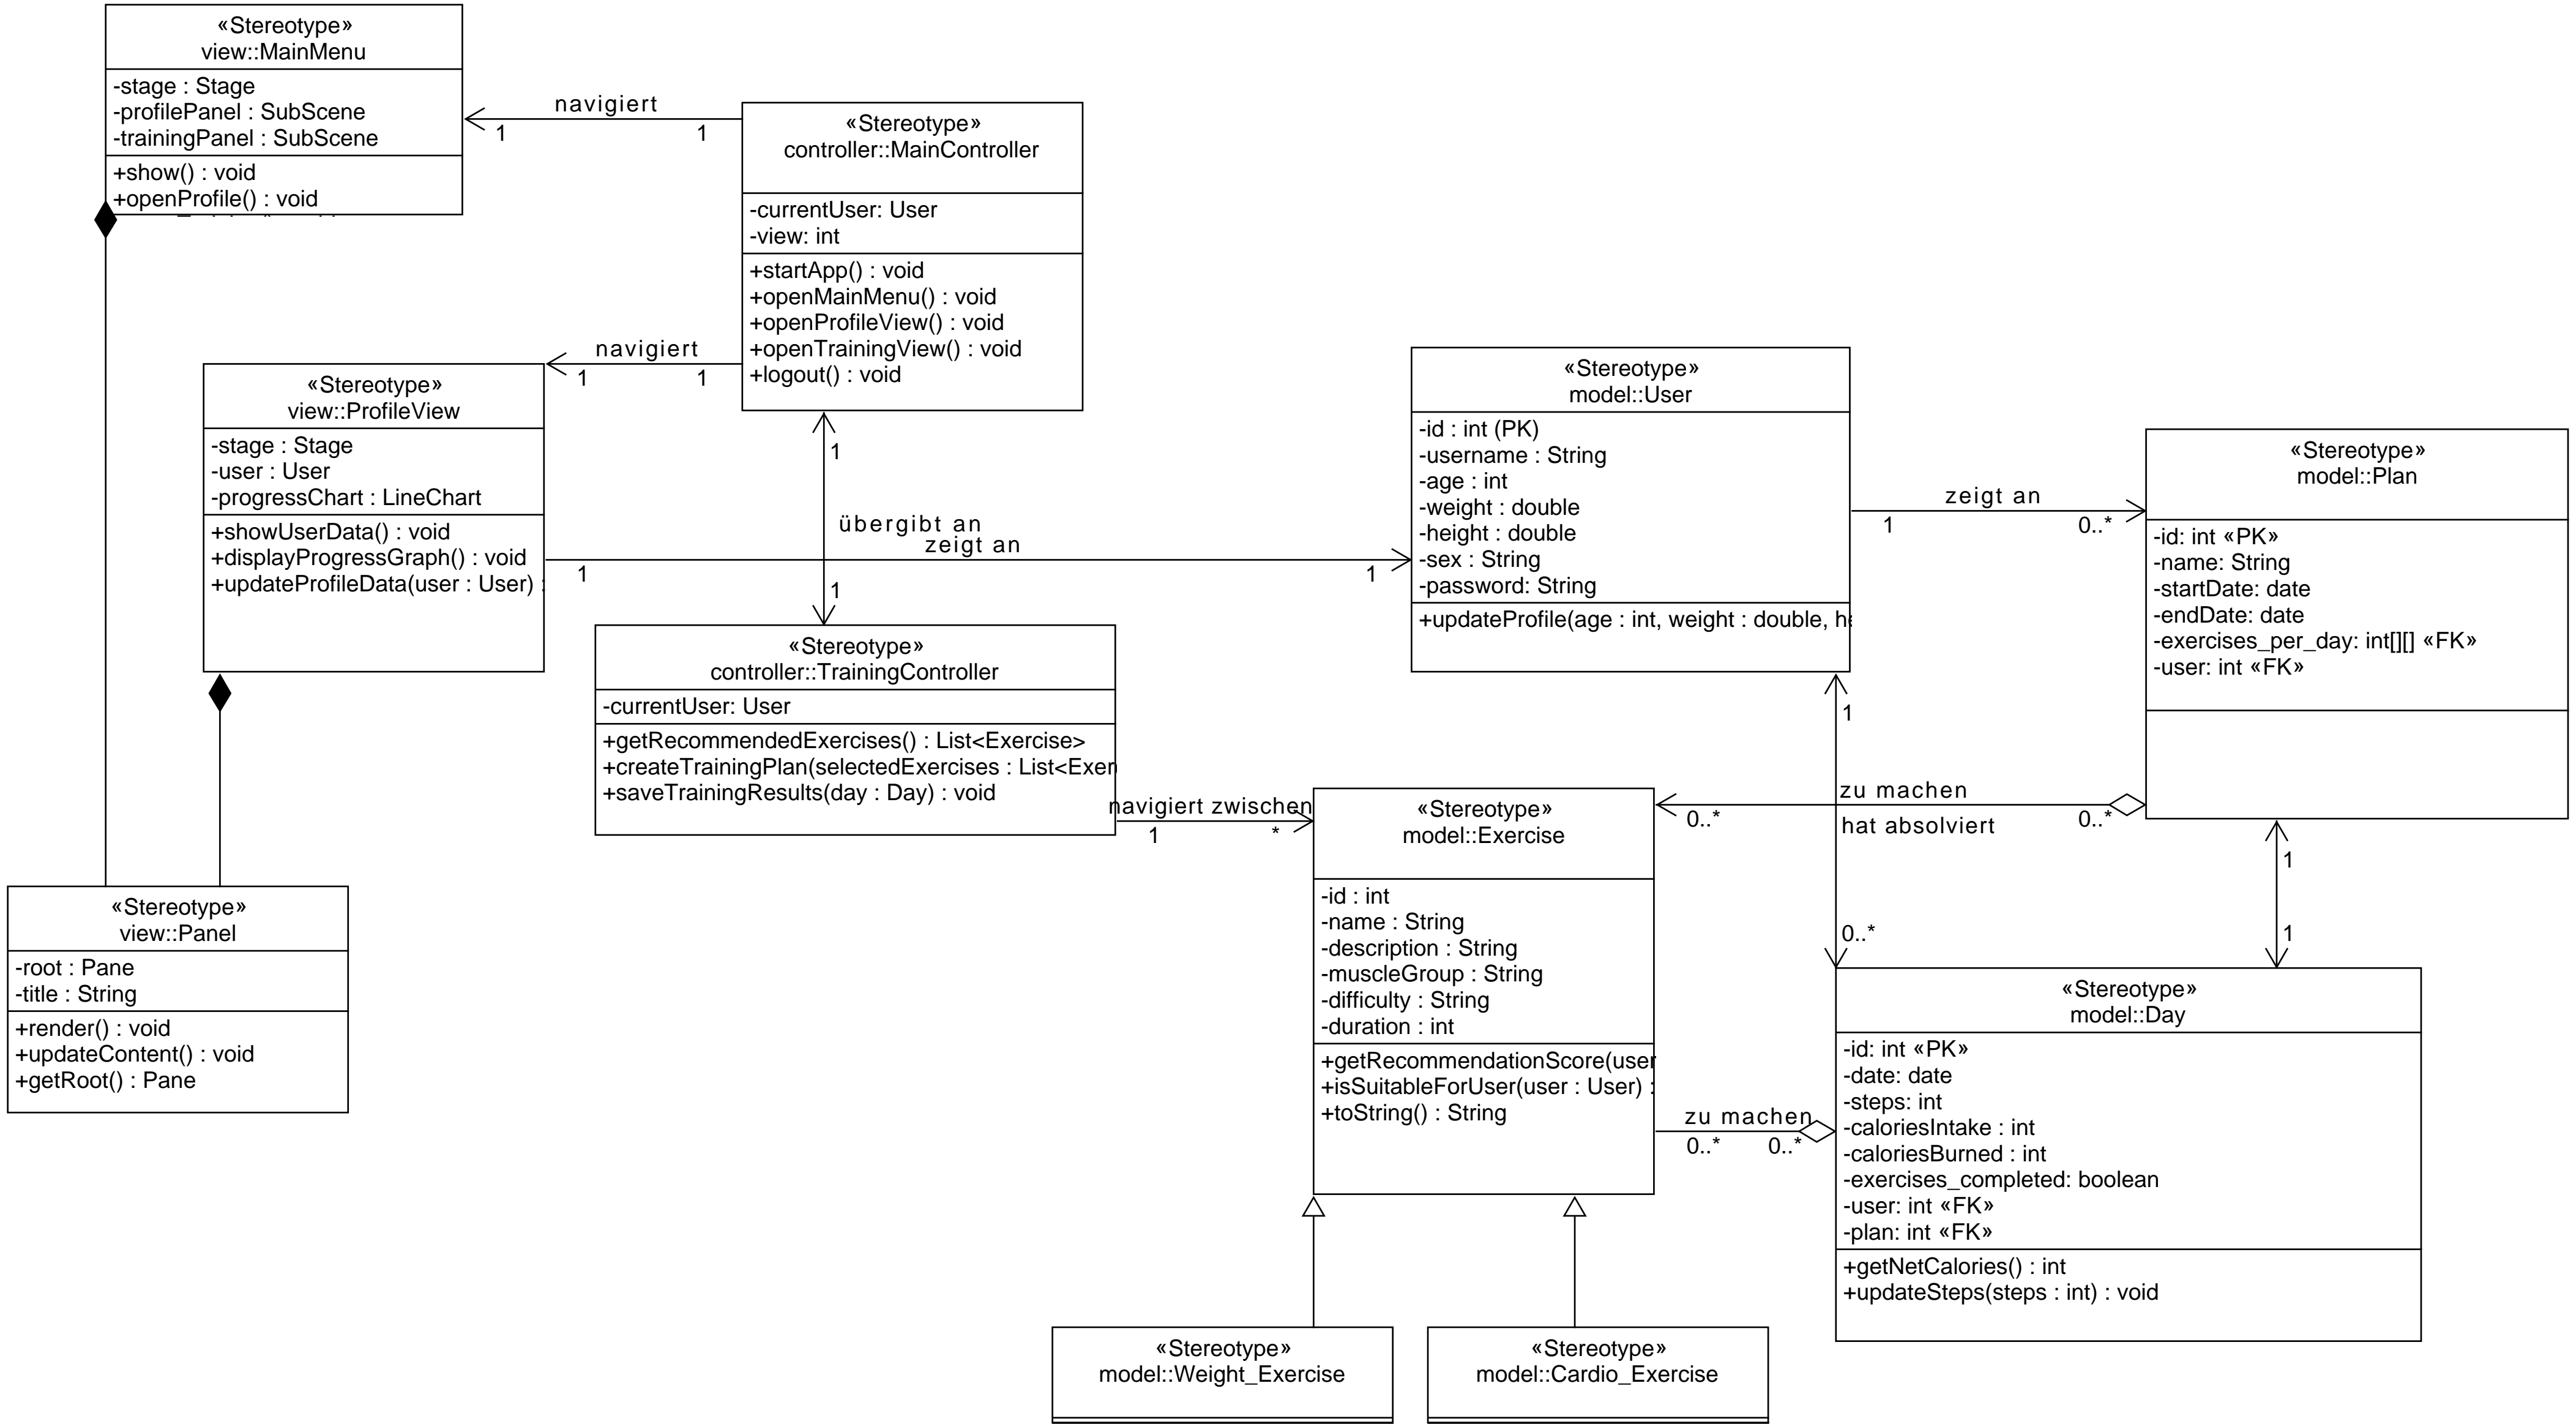 «Stereotype»
view::MainMenu
-stage : Stage
-profilePanel : SubScene
-trainingPanel : SubScene
+show() : void
+openProfile() : void
navigiert
1
1
«Stereotype»
controller::MainController
-currentUser: User
-view: int
+startApp() : void
+openMainMenu() : void
+openProfileView() : void
+openTrainingView() : void
+logout() : void
navigiert
1
1
«Stereotype»
view::ProfileView
-stage : Stage
-user : User
-progressChart : LineChart
+showUserData() : void
+displayProgressGraph() : void
+updateProfileData(user : User) :
1
übergibt an
1
zeigt an
1
1
«Stereotype»
model::User
-id : int (PK)
-username : String
-age : int
-weight : double
-height : double
-sex : String
-password: String
+updateProfile(age : int, weight : double, he
zeigt an
1
0..*
«Stereotype»
model::Plan
-id: int «PK»
-name: String
-startDate: date
-endDate: date
-exercises_per_day: int[][] «FK»
-user: int «FK»
«Stereotype»
controller::TrainingController
-currentUser: User
+getRecommendedExercises() : List<Exercise>
+createTrainingPlan(selectedExercises : List<Exer
+saveTrainingResults(day : Day) : void
navigiert zwischen
1
*
«Stereotype»
model::Exercise
-id : int
-name : String
-description : String
-muscleGroup : String
-difficulty : String
-duration : int
+getRecommendationScore(user
+isSuitableForUser(user : User) :
+toString() : String
1
zu machen
0..*
0..*
hat absolviert
0..*
1
1
«Stereotype»
view::Panel
-root : Pane
-title : String
+render() : void
+updateContent() : void
+getRoot() : Pane
zu machen
0..*
0..*
«Stereotype»
model::Day
-id: int «PK»
-date: date
-steps: int
-caloriesIntake : int
-caloriesBurned : int
-exercises_completed: boolean
-user: int «FK»
-plan: int «FK»
+getNetCalories() : int
+updateSteps(steps : int) : void
«Stereotype»
model::Weight_Exercise
«Stereotype»
model::Cardio_Exercise